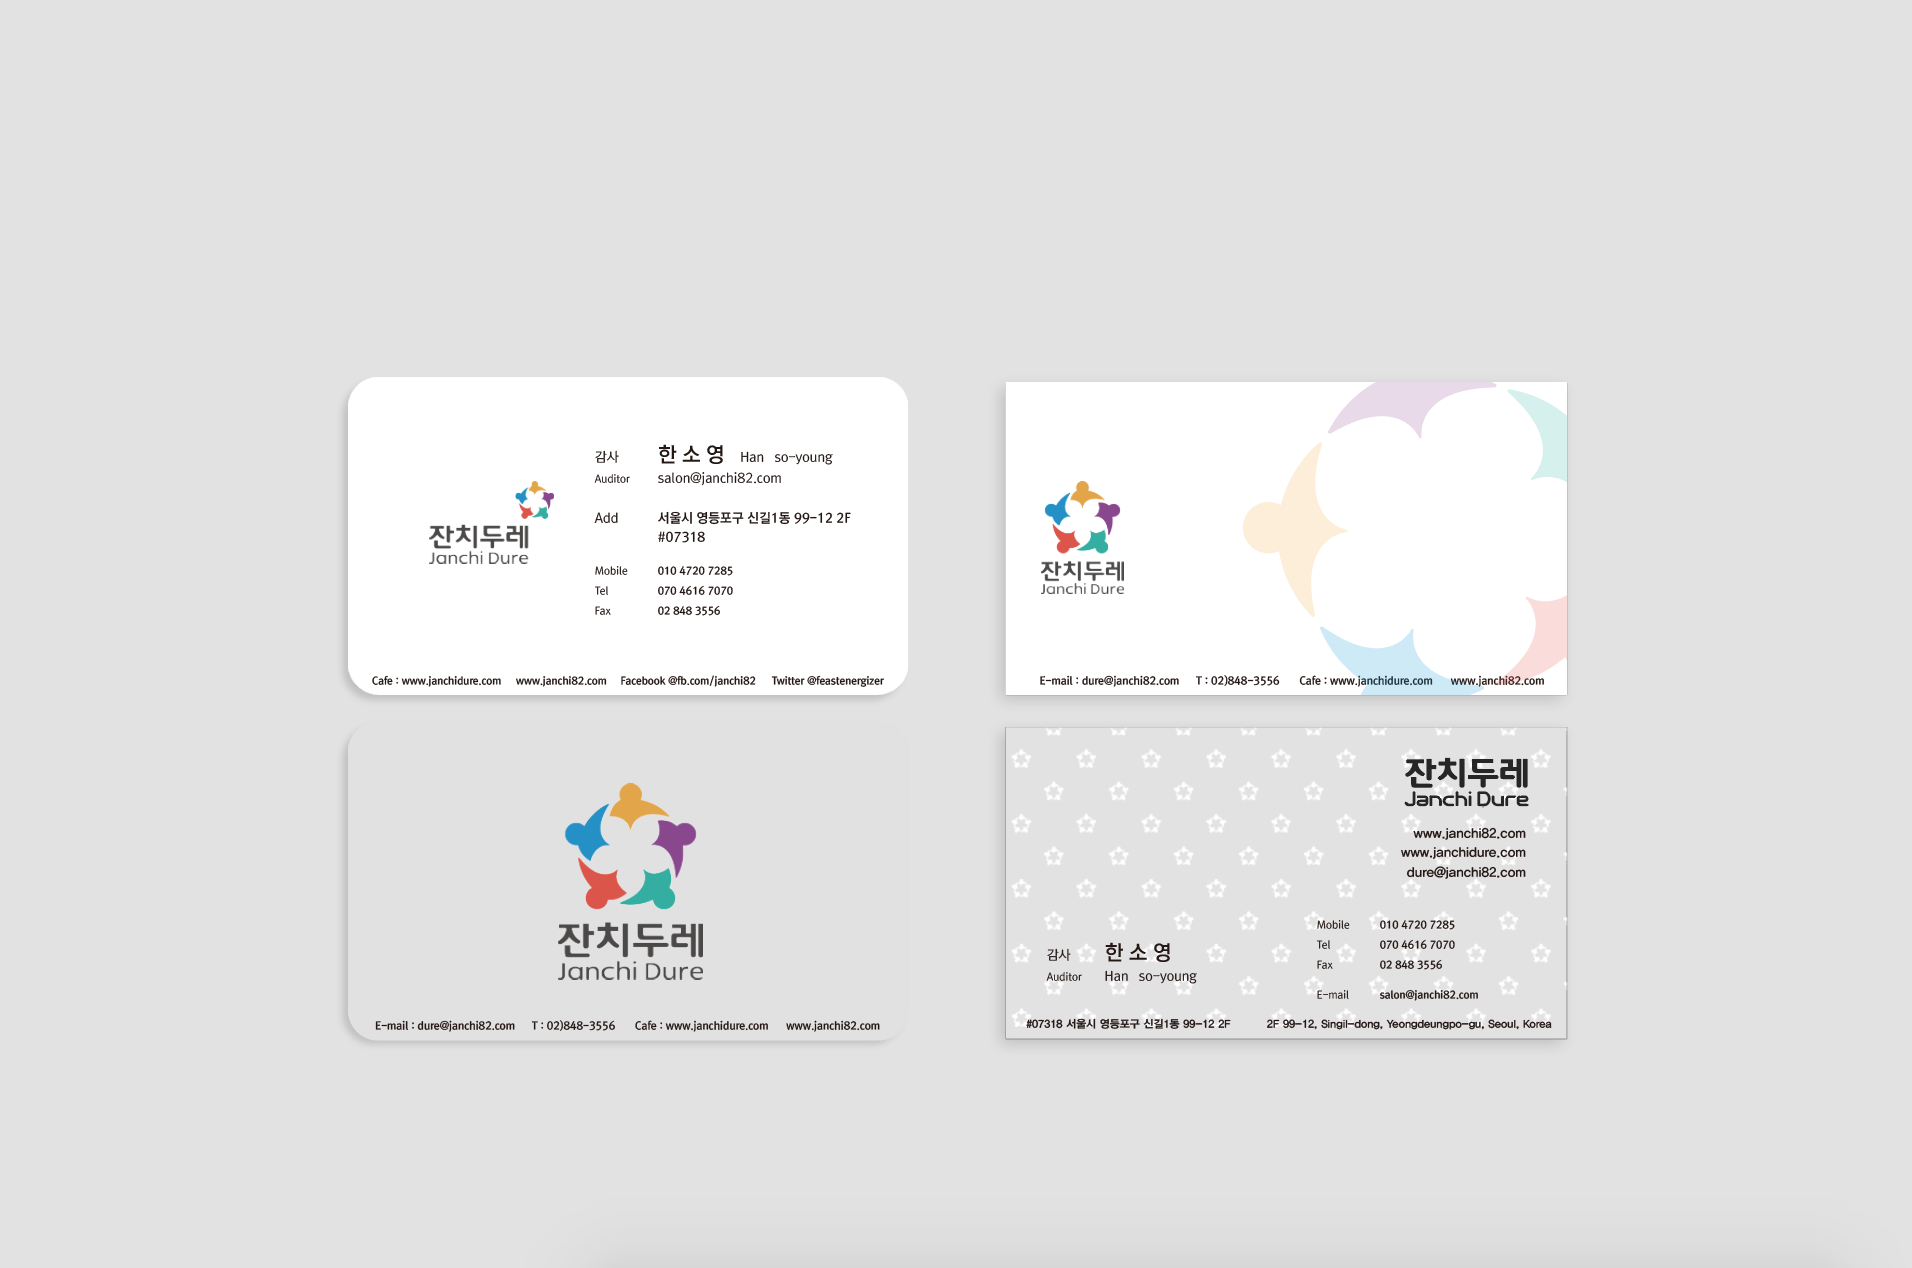 감사 한 소 영 Han so-young
Auditor salon@janchi82.com
Add 서울시 영등포구 신길1동 99-12 2F
#07318
잔치두레
Janchi Dure
Mobile 010 4720 7285
Tel 070 4616 7070
Fax 02 848 3556
Cafe : www.janchidure.com www.janchi82.com Facebook @fb.com/janchi82 Twitter @feastenergizer
잔치두레
Janchi Dure
E-mail : dure@janchi82.com T : 02)848-3556 Cafe : www.janchidure.com www.janchi82.com
잔치두레
Janchi Dure
E-mail : dure@janchi82.com T : 02)848-3556 Cafe : www.janchidure.com www.janchi82.com
잔치두레
Janchi Dure
www.janchi82.com
www.janchidure.com
dure@janchi82.com
감사 한 소 영
Auditor Han so-young
Mobile 010 4720 7285
Tel 070 4616 7070
Fax 02 848 3556
E-mail salon@janchi82.com
#07318 서울시 영등포구 신길1동 99-12 2F 2F 99-12, Singil-dong, Yeongdeungpo-gu, Seoul, Korea